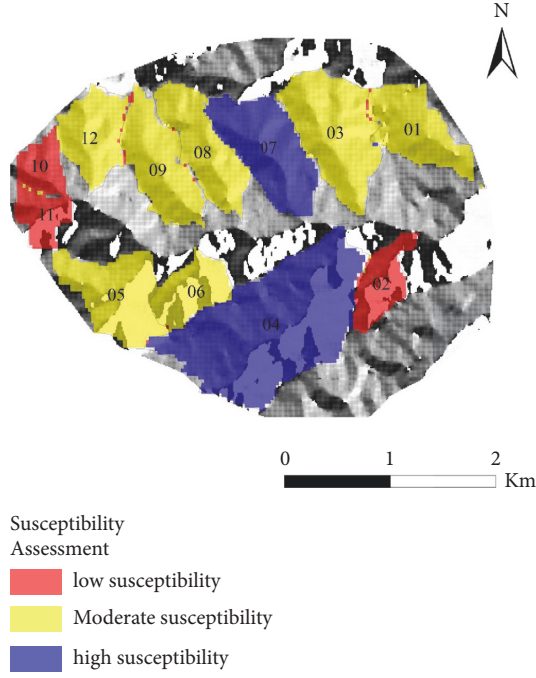 N
12
10
11
09
08
07
03
01
05
06
04
02
0 1 2
Km
Susceptibility
Assessment
low susceptibility
Moderate susceptibility
high susceptibility